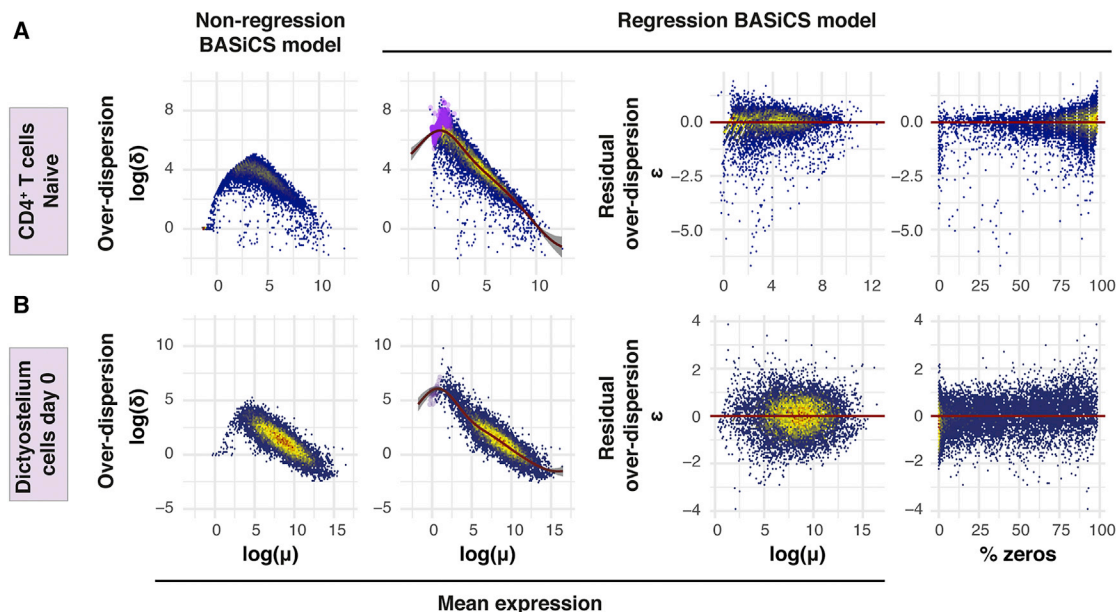 A
Non-regression
BASiCS model
Regression BASiCS model
CD4⁺ T cells
Naive
Over-dispersion
log(δ)
8
4
0
0
5
10
8
4
0
0
5
10
Residual
over-dispersion
ε
0.0
−2.5
−5.0
0
4
8
12
0.0
−2.5
−5.0
0
25
50
75
100
B
Dictyostelium
cells day 0
Over-dispersion
log(δ)
10
5
0
−5
0
5
10
15
log(μ)
10
5
0
−5
0
5
10
15
log(μ)
Residual
over-dispersion
ε
4
2
0
−2
−4
0
5
10
15
log(μ)
4
2
0
−2
−4
0
25
50
75
100
% zeros
Mean expression